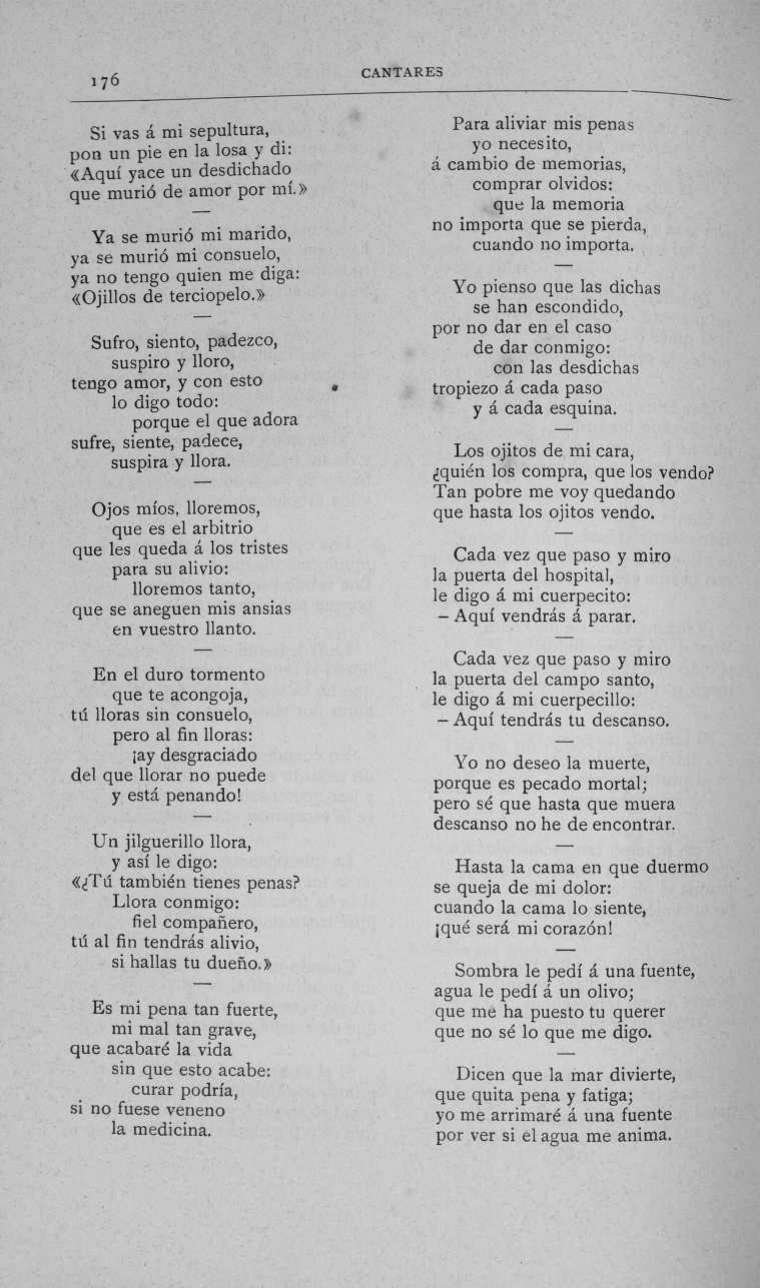 176
CANTARES
Si vas á mi sepultura,
pon un pie en la losa y di:
«Aquí yace un desdichado
que murió de amor por mí.»
—
Ya se murió mi marido,
ya se murió mi consuelo,
ya no tengo quien me diga:
«Ojillos de terciopelo.»
—
Sufro, siento, padezco,
suspiro y lloro,
tengo amor, y con esto
lo digo todo:
porque el que adora
sufre, siente, padece,
suspira y llora.
—
Ojos míos, lloremos,
que es el arbitrio
que les queda á los tristes
para su alivio:
lloremos tanto,
que se aneguen mis ansias
en vuestro llanto.
—
En el duro tormento
que te acongoja,
tú lloras sin consuelo,
pero al fin lloras:
¡ay desgraciado
del que llorar no puede
y está penando!
—
Un jilguerillo llora,
y así le digo:
«¿Tú también tienes penas?
Llora conmigo:
fiel compañero,
tú al fin tendrás alivio,
si hallas tu dueño.»
—
Es mi pena tan fuerte,
mi mal tan grave,
que acabaré la vida
sin que esto acabe:
curar podría,
si no fuese veneno
la medicina.
Para aliviar mis penas
yo necesito,
á cambio de memorias,
comprar olvidos:
que la memoria
no importa que se pierda,
cuando no importa.
—
Yo pienso que las dichas
se han escondido,
por no dar en el caso
de dar conmigo:
con las desdichas
tropiezo á cada paso
y á cada esquina.
—
Los ojitos de mi cara,
¿quién los compra, que los vendo?
Tan pobre me voy quedando
que hasta los ojitos vendo.
—
Cada vez que paso y miro
la puerta del hospital,
le digo á mi cuerpecito:
– Aquí vendrás á parar.
—
Cada vez que paso y miro
la puerta del campo santo,
le digo á mi cuerpecillo:
– Aquí tendrás tu descanso.
—
Yo no deseo la muerte,
porque es pecado mortal;
pero sé que hasta que muera
descanso no he de encontrar.
—
Hasta la cama en que duermo
se queja de mi dolor:
cuando la cama lo siente,
¡qué será mi corazón!
—
Sombra le pedí á una fuente,
agua le pedí á un olivo;
que me ha puesto tu querer
que no sé lo que me digo.
—
Dicen que la mar divierte,
que quita pena y fatiga;
yo me arrimaré á una fuente
por ver si el agua me anima.